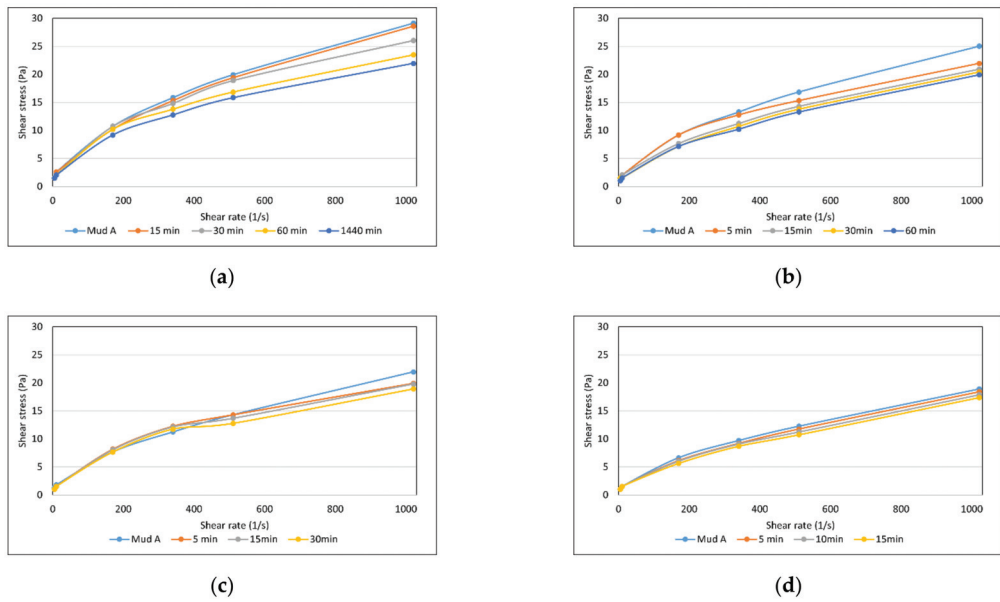 30
25
20
15
10
5
0
Shear stress (Pa)
0 200 400 600 800 1000
Shear rate (1/s)
Mud A 15 min 30 min 60 min 1440 min
(a)
30
25
20
15
10
5
0
Shear stress (Pa)
0 200 400 600 800 1000
Shear rate (1/s)
Mud A 5 min 15min 30min 60 min
(b)
30
25
20
15
10
5
0
Shear stress (Pa)
0 200 400 600 800 1000
Shear rate (1/s)
Mud A 5 min 15min 30min
(c)
30
25
20
15
10
5
0
Shear stress (Pa)
0 200 400 600 800 1000
Shear rate (1/s)
Mud A 5 min 10min 15min
(d)